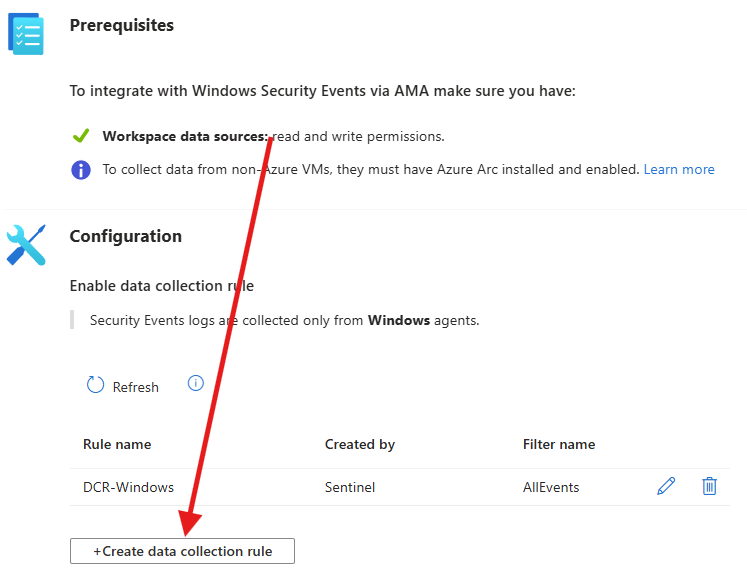 Prerequisites
To integrate with Windows Security Events via AMA make sure you have:
Workspace data sources: read and write permissions.
To collect data from non-Azure VMs, they must have Azure Arc installed and enabled. Learn more
Configuration
Enable data collection rule
Security Events logs are collected only from Windows agents.
Refresh
Rule name Created by Filter name
DCR-Windows Sentinel AllEvents
+Create data collection rule